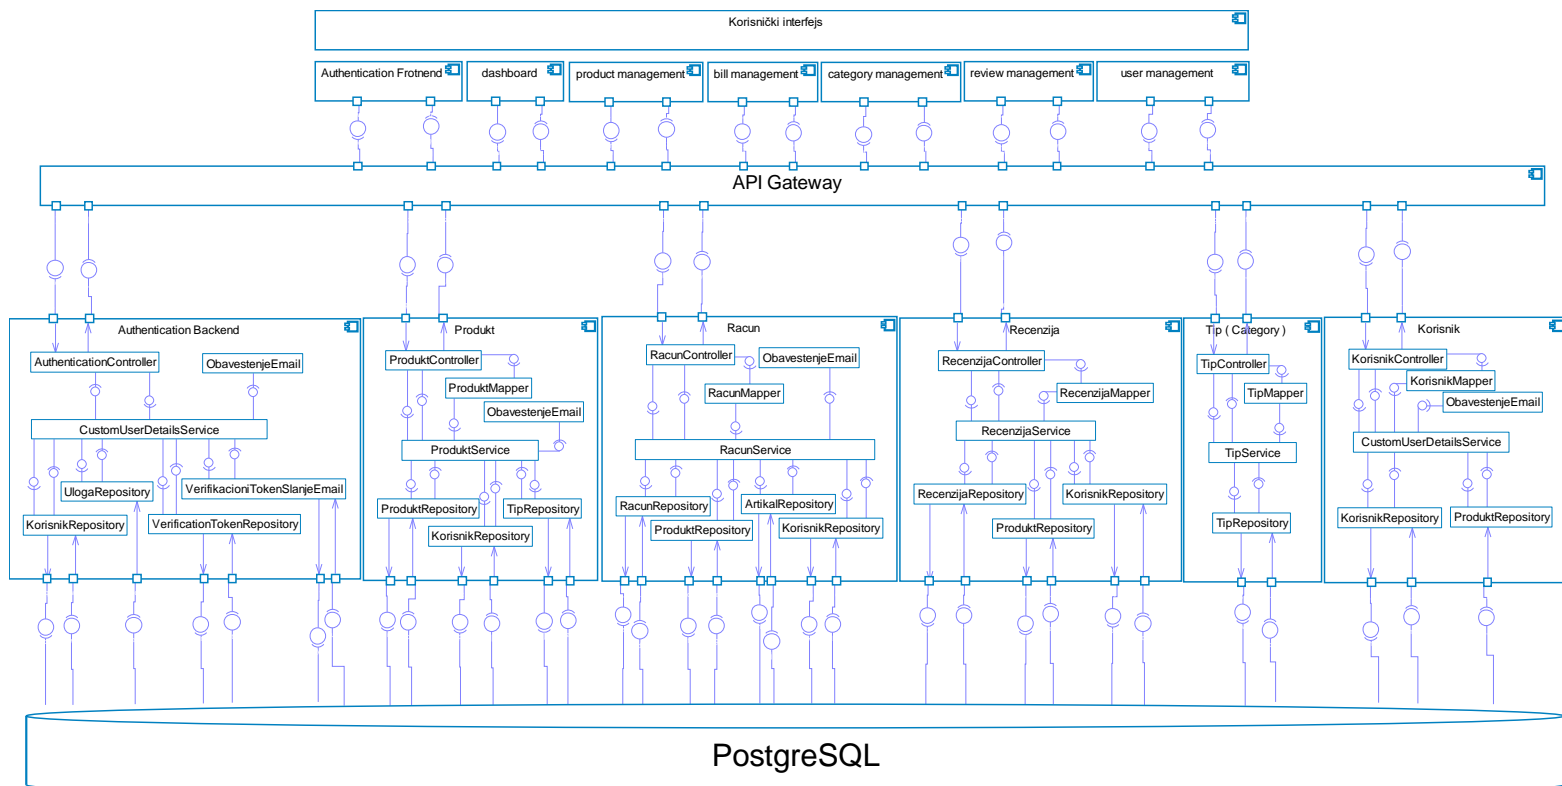 Korisnički interfejs
Authentication Frotnend
dashboard
product management
bill management
category management
review management
user management
API Gateway
Authentication Backend
AuthenticationController
ObavestenjeEmail
CustomUserDetailsService
UlogaRepository
VerifikacioniTokenSlanjeEmail
KorisnikRepository
VerificationTokenRepository
Produkt
ProduktController
ProduktMapper
ObavestenjeEmail
ProduktService
ProduktRepository
TipRepository
KorisnikRepository
Racun
RacunController
ObavestenjeEmail
RacunMapper
RacunService
RacunRepository
ArtikalRepository
ProduktRepository
KorisnikRepository
Recenzija
RecenzijaController
RecenzijaMapper
RecenzijaService
RecenzijaRepository
KorisnikRepository
ProduktRepository
Tip ( Category )
TipController
TipMapper
TipService
TipRepository
Korisnik
KorisnikController
KorisnikMapper
ObavestenjeEmail
CustomUserDetailsService
KorisnikRepository
ProduktRepository
PostgreSQL